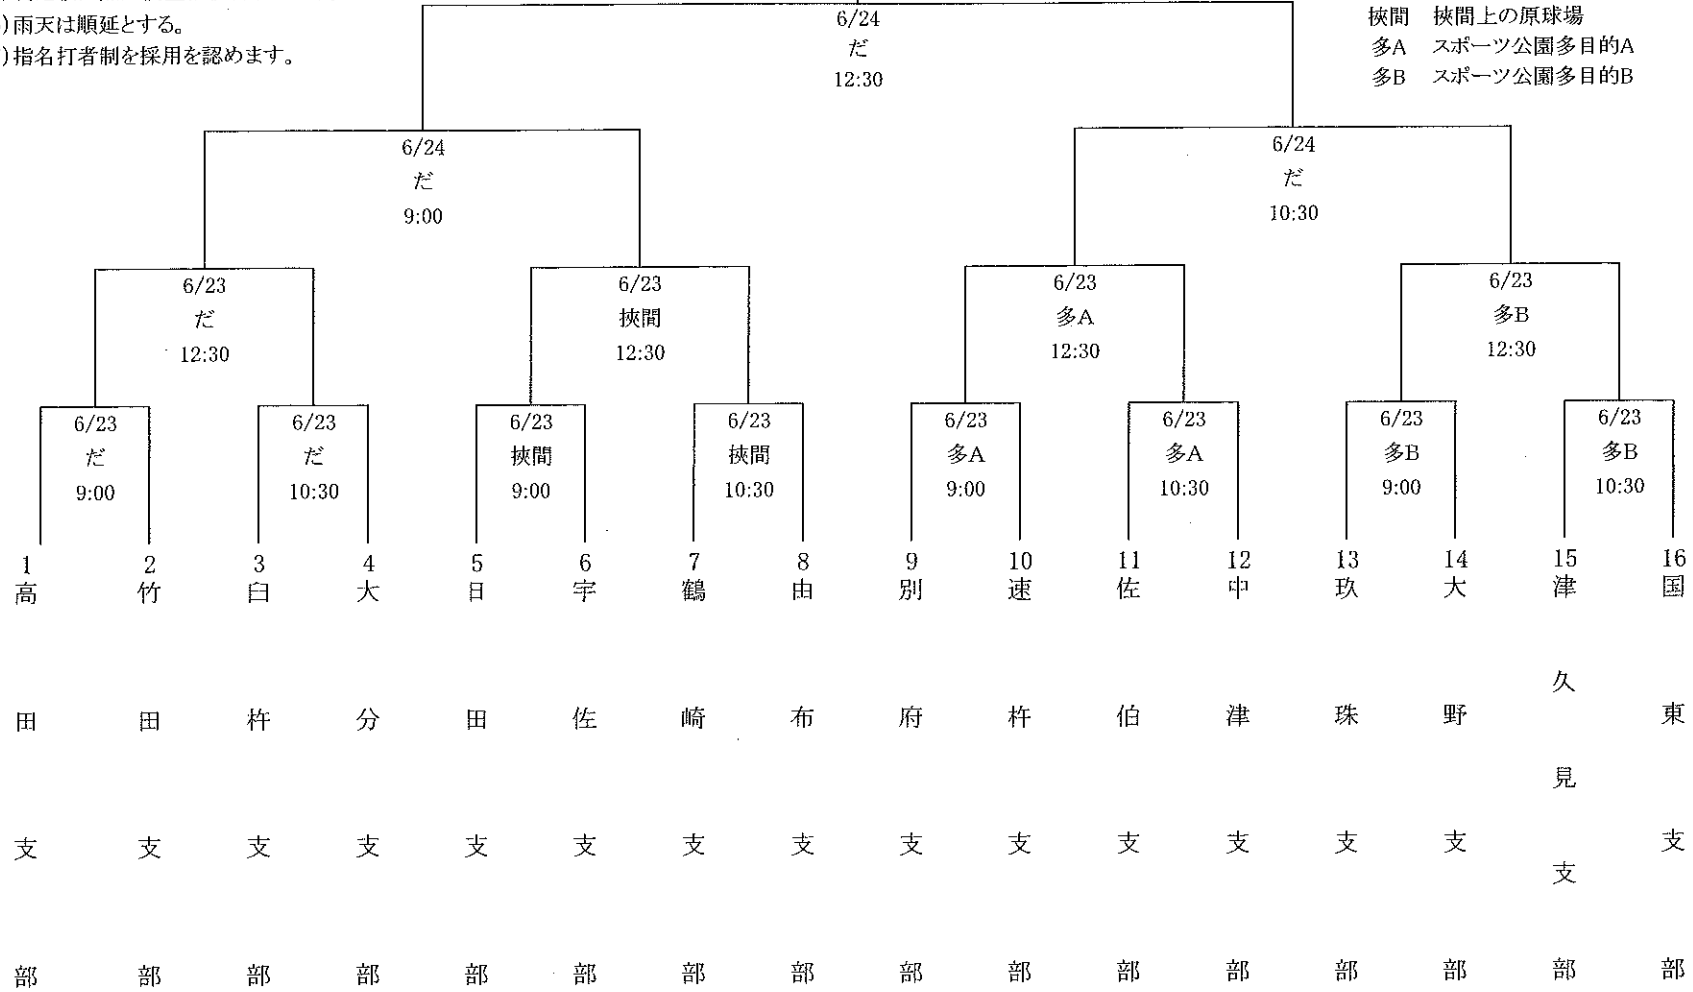 )雨天は順延とする。
)指名打者制を採用を認めます。
挾間 挾間上の原球場
多A スポーツ公園多目的A
多B スポーツ公園多目的B
6/24
だ
12:30
6/24
だ
9:00
6/24
だ
10:30
6/23
だ
12:30
6/23
挾間
12:30
6/23
多A
12:30
6/23
多B
12:30
6/23
だ
9:00
6/23
だ
10:30
6/23
挾間
9:00
6/23
挾間
10:30
6/23
多A
9:00
6/23
多A
10:30
6/23
多B
9:00
6/23
多B
10:30
1
高田支部
2
竹田支部
3
臼杵支部
4
大分支部
5
日田支部
6
宇佐支部
7
鶴崎支部
8
由布支部
9
別府支部
10
速杵支部
11
佐伯支部
12
中津支部
13
玖珠支部
14
大野支部
15
津久見支部
16
国東支部